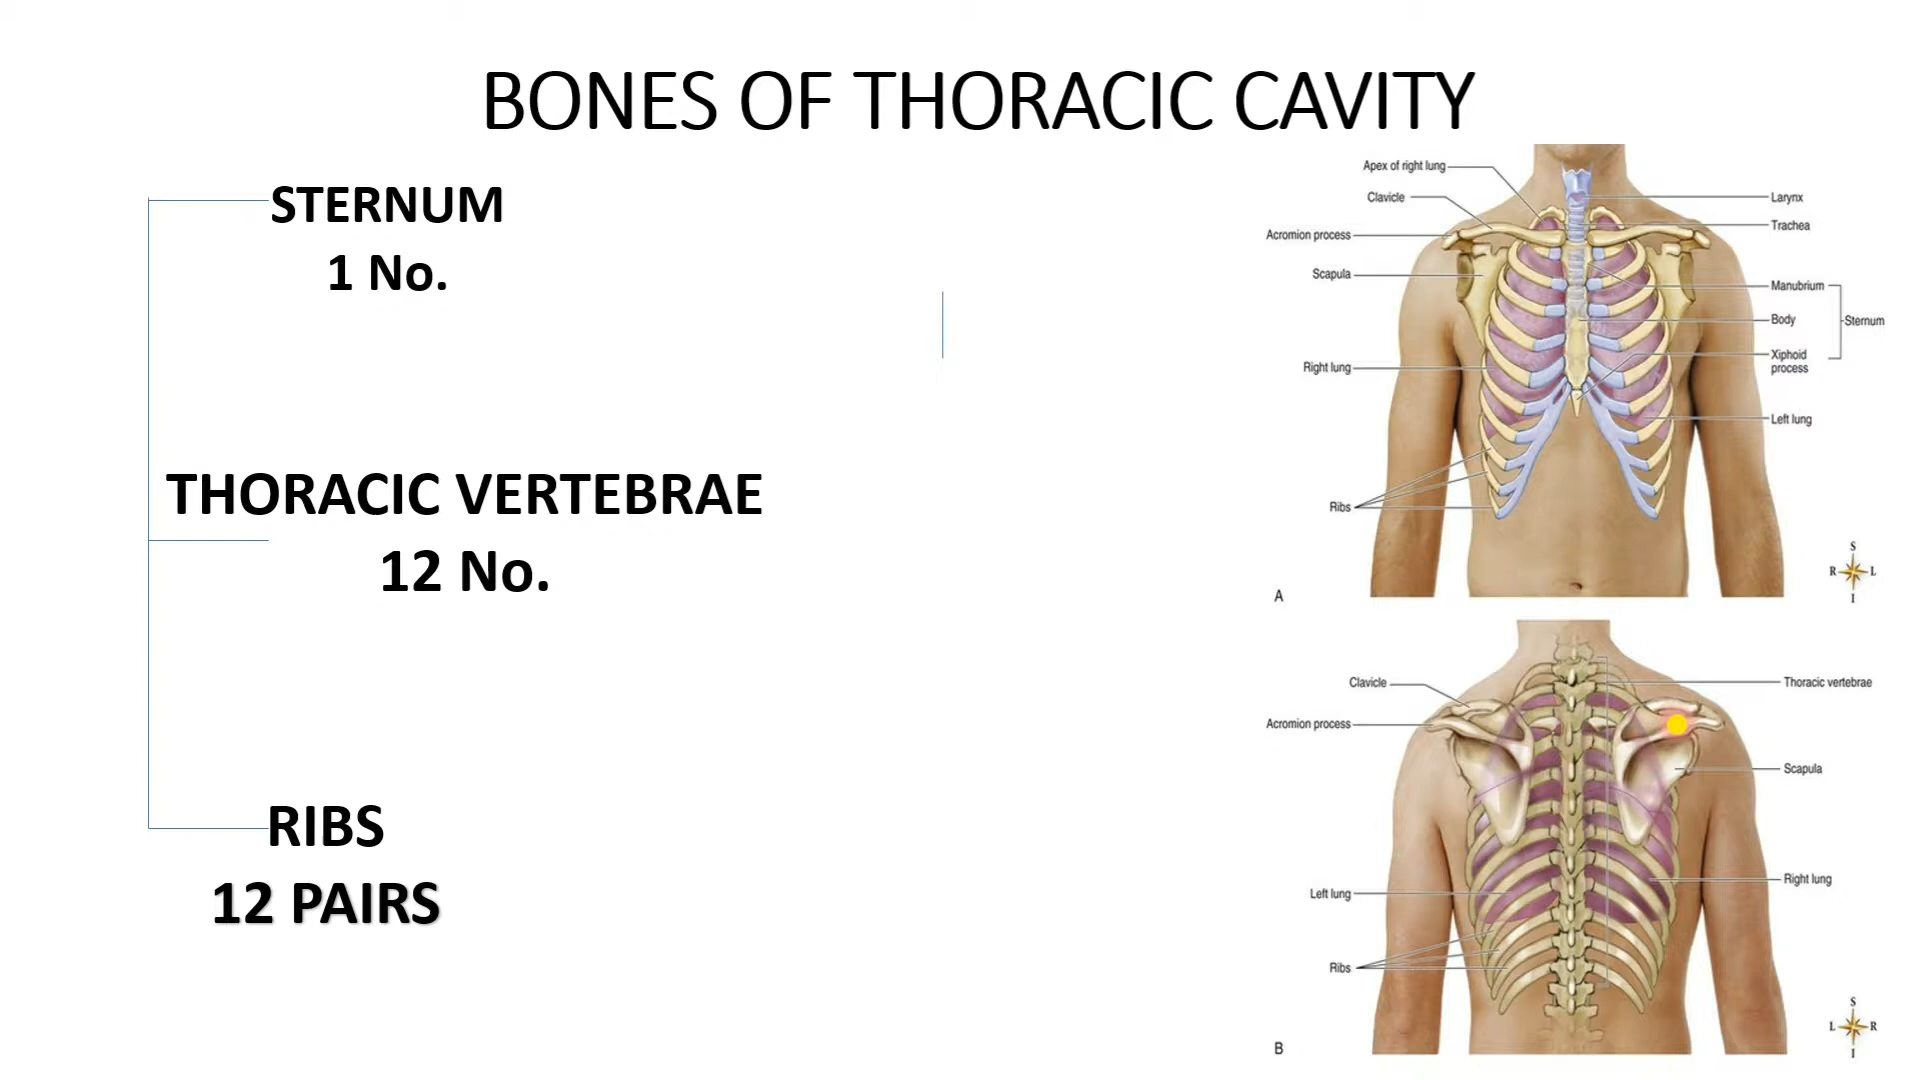 BONES OF THORACIC CAVITY
STERNUM
1 No.
THORACIC VERTEBRAE
12 No.
RIBS
12 PAIRS
Apex of right lung
Clavicle
Acromion process
Scapula
Right lung
Ribs
Larynx
Trachea
Manubrium
Body
Sternum
Xiphoid
process
Left lung
S
R L
I
A
Clavicle
Acromion process
Left lung
Ribs
Thoracic vertebrae
Scapula
Right lung
S
L R
I
B